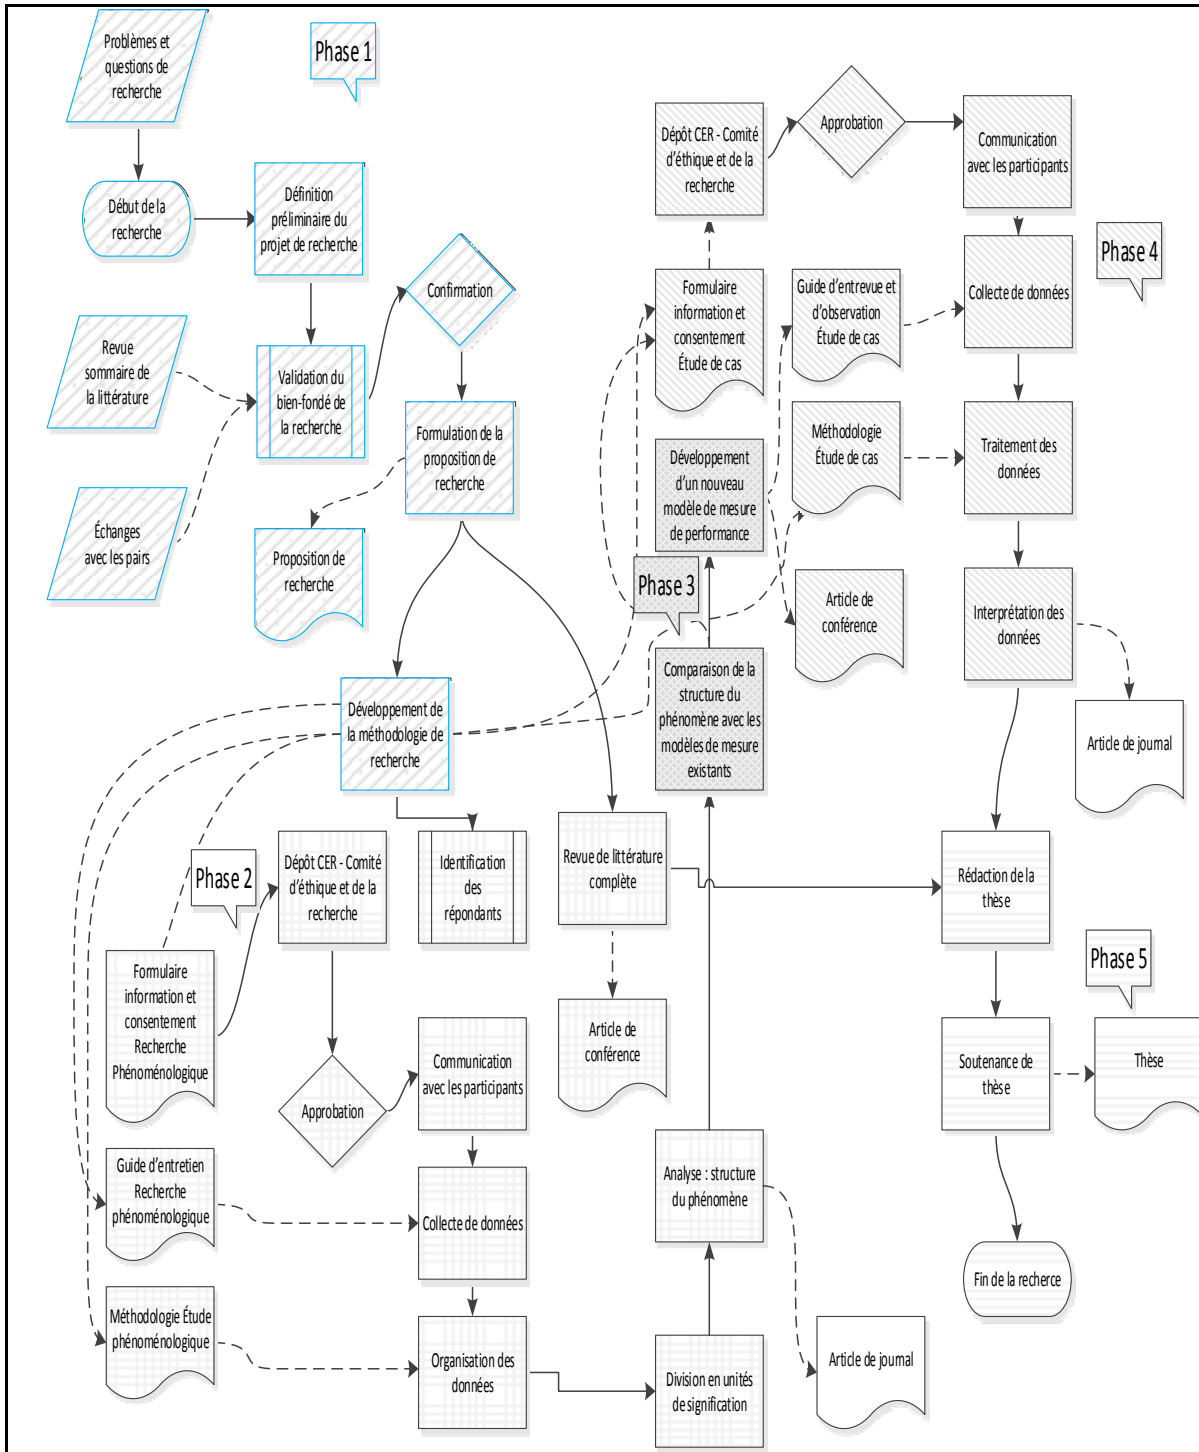 Problèmes et
questions de
recherche
Phase 1
Début de la
recherche
Définition
préliminaire du
projet de recherche
Confirmation
Revue
sommaire de
la littérature
Validation du
bien-fondé de
la recherche
Formulation de la
proposition de
recherche
Échanges
avec les pairs
Proposition de
recherche
Développement de
la méthodologie de
recherche
Phase 2
Dépôt CER - Comité
d'éthique et de la
recherche
Identification
des
répondants
Revue de littérature
complète
Formulaire
information et
consentement
Recherche
Phénoménologique
Approbation
Communication
avec les participants
Article de
conférence
Guide d'entretien
Recherche
phénoménologique
Collecte de données
Méthodologie Étude
phénoménologique
Organisation des
données
Division en unités
de signification
Analyse : structure
du phénomène
Article de journal
Phase 3
Comparaison de la
structure du
phénomène avec les
modèles de mesure
existants
Développement
d'un nouveau
modèle de mesure
de performance
Article de
conférence
Dépôt CER - Comité
d'éthique et de la
recherche
Approbation
Communication
avec les participants
Phase 4
Formulaire
information et
consentement
Étude de cas
Guide d'entrevue et
d'observation
Étude de cas
Collecte de données
Méthodologie
Étude de cas
Traitement des
données
Interprétation des
données
Article de journal
Rédaction de la
thèse
Phase 5
Soutenance de
thèse
Thèse
Fin de la recherce